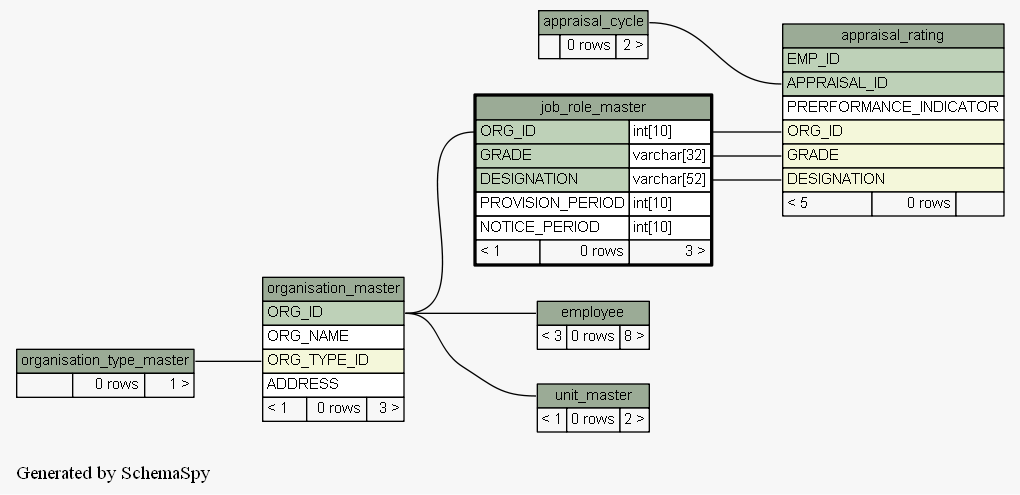 appraisal_cycle
0 rows 2 >
appraisal_rating
EMP_ID
APPRAISAL_ID
PRERFORMANCE_INDICATOR
ORG_ID
GRADE
DESIGNATION
< 5 0 rows
job_role_master
ORG_ID int[10]
GRADE varchar[32]
DESIGNATION varchar[52]
PROVISION_PERIOD int[10]
NOTICE_PERIOD int[10]
< 1 0 rows 3 >
organisation_master
ORG_ID
ORG_NAME
ORG_TYPE_ID
ADDRESS
< 1 0 rows 3 >
employee
< 3 0 rows 8 >
organisation_type_master
0 rows 1 >
unit_master
< 1 0 rows 2 >
Generated by SchemaSpy